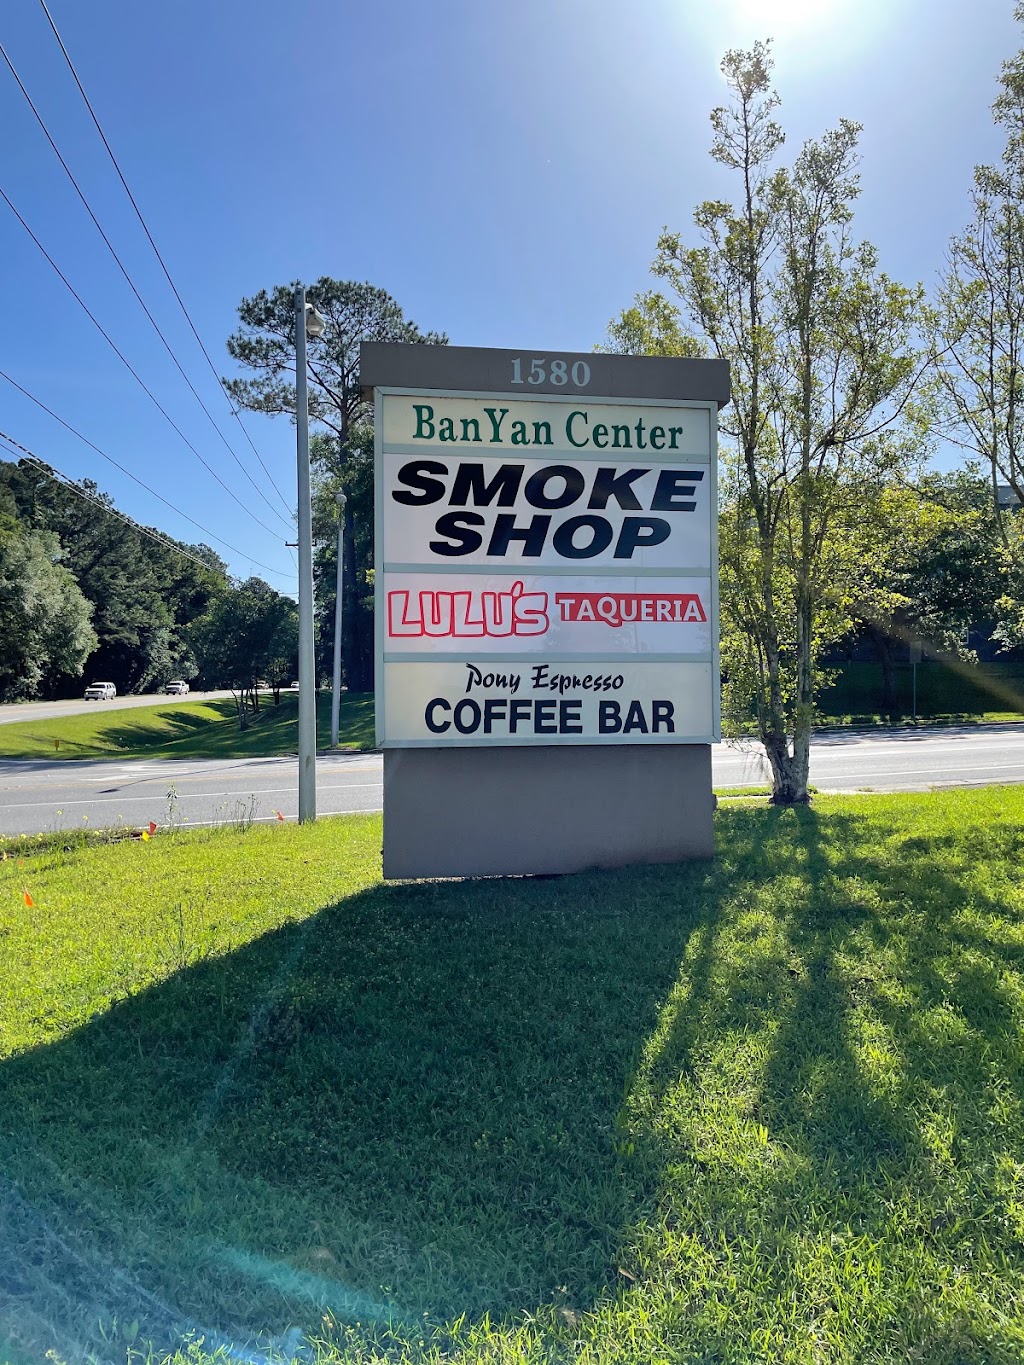 1580
BanYan Center
SMOKE
SHOP
LULU'S TAQUERIA
Pony Espresso
COFFEE BAR